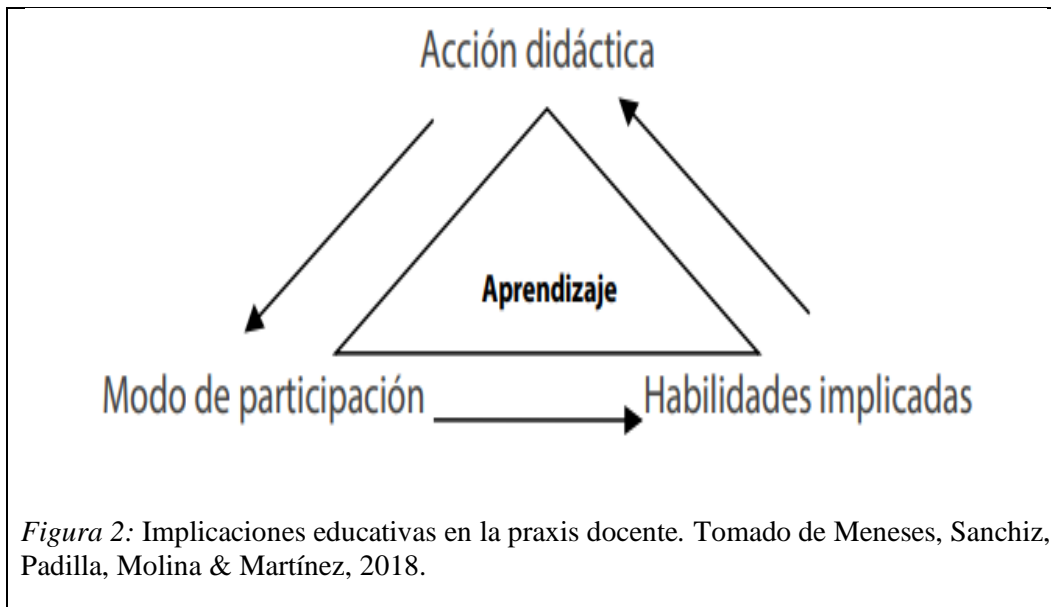 Acción didáctica
Aprendizaje
Modo de participación
Habilidades implicadas
Figura 2: Implicaciones educativas en la praxis docente. Tomado de Meneses, Sanchiz,
Padilla, Molina & Martínez, 2018.